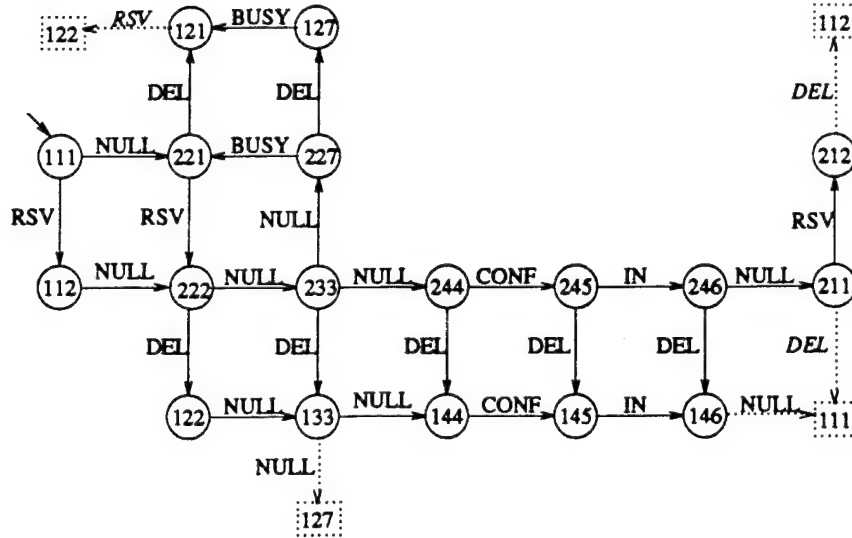 122 RSV 121 BUSY 127 112
DEL DEL DEL
111 NULL 221 BUSY 227 212
RSV RSV NULL RSV
112 NULL 222 NULL 233 NULL 244 CONF 245 IN 246 NULL 211
DEL DEL DEL DEL DEL DEL
122 NULL 133 NULL 144 CONF 145 IN 146 NULL 111
NULL
127